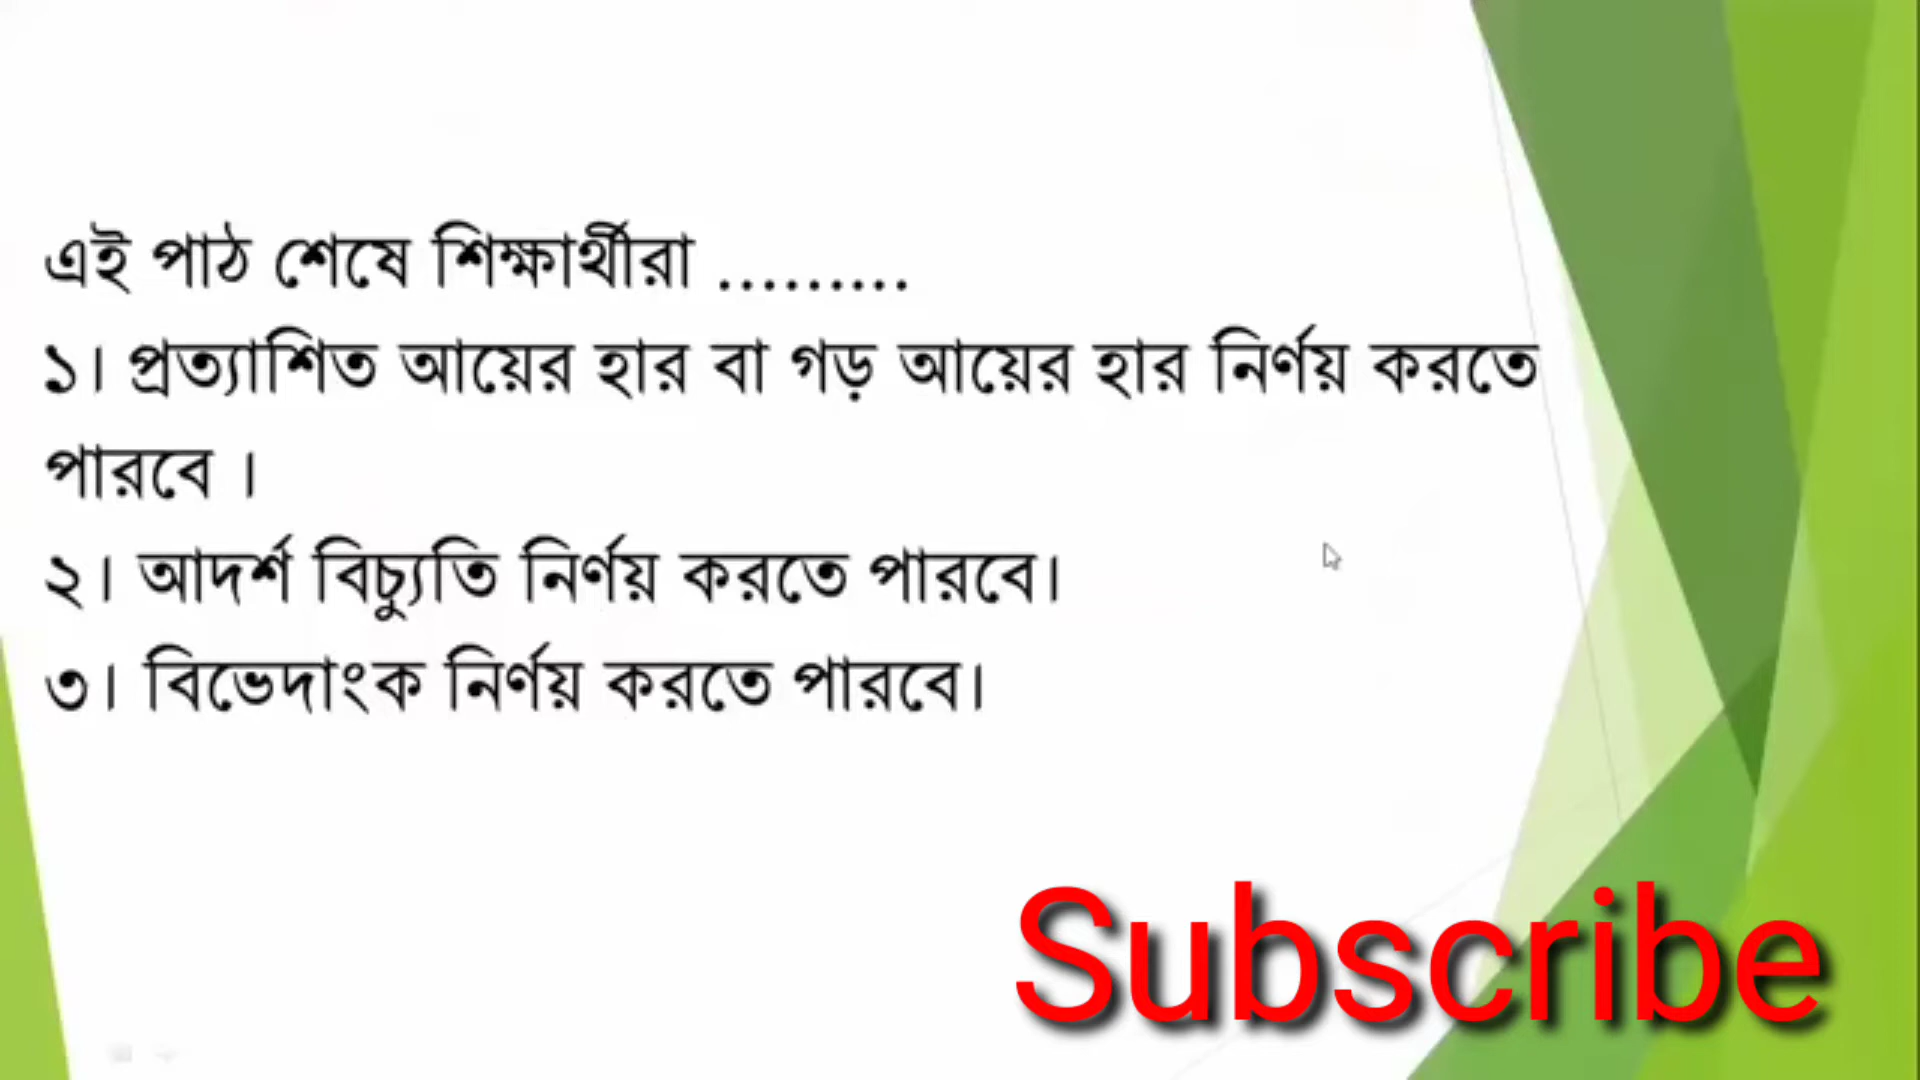 এই পাঠ শেষে শিক্ষার্থীরা .........
১। প্রত্যাশিত আয়ের হার বা গড় আয়ের হার নির্ণয় করতে
পারবে ।
২। আদর্শ বিচ্যুতি নির্ণয় করতে পারবে।
৩। বিভেদাংক নির্ণয় করতে পারবে।
Subscribe